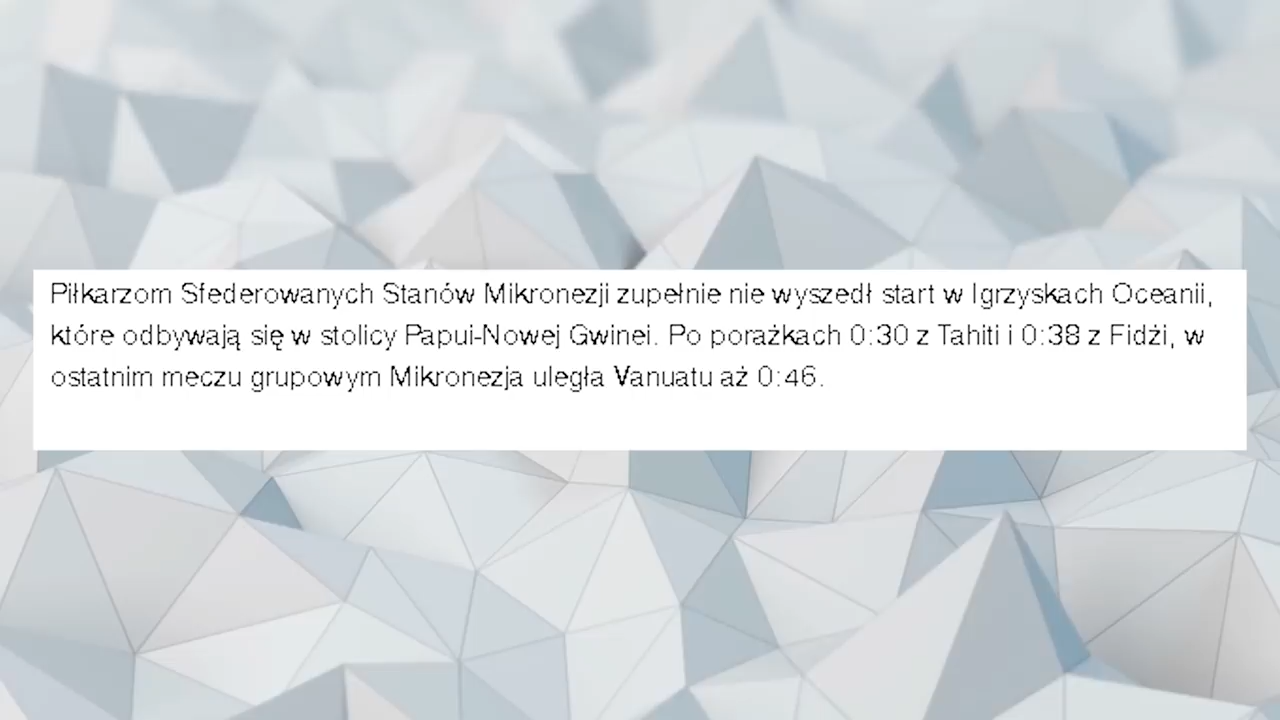 Piłkarzom Sfederowanych Stanów Mikronezji zupełnie nie wyszedł start w Igrzyskach Oceanii,
które odbywają się w stolicy Papui-Nowej Gwinei. Po porażkach 0:30 z Tahiti i 0:38 z Fidżi, w
ostatnim meczu grupowym Mikronezja uległa Vanuatu aż 0:46.